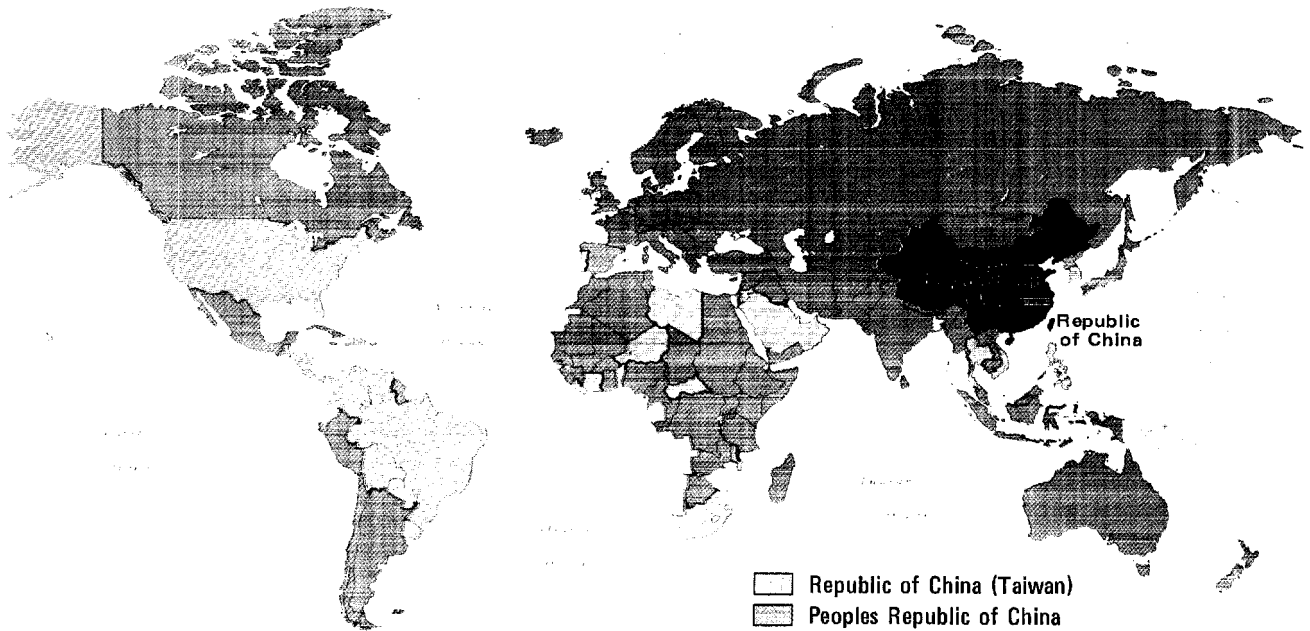 Republic
of China
Republic of China (Taiwan)
Peoples Republic of China